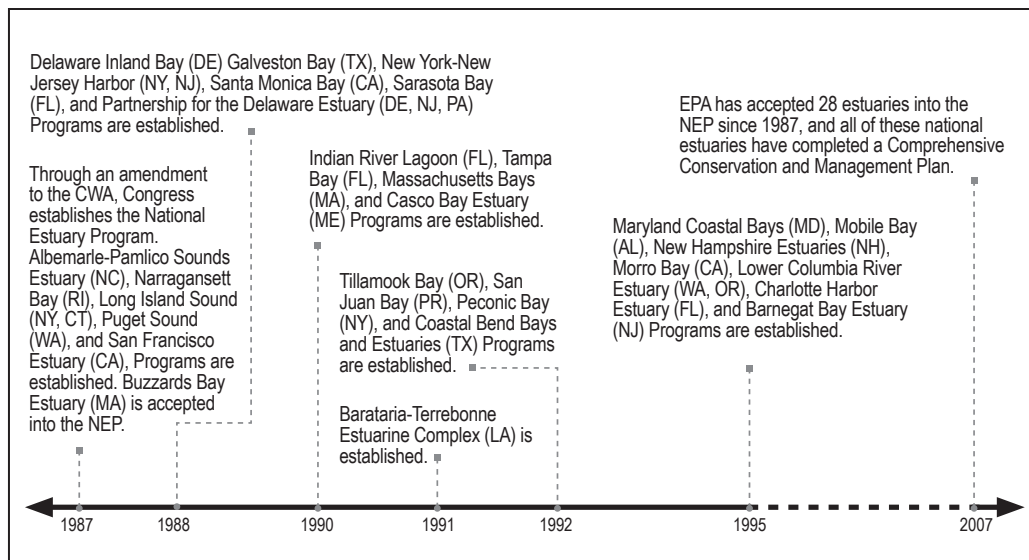 Delaware Inland Bay (DE) Galveston Bay (TX), New York-New
Jersey Harbor (NY, NJ), Santa Monica Bay (CA), Sarasota Bay
(FL), and Partnership for the Delaware Estuary (DE, NJ, PA)
Programs are established.
Through an amendment
to the CWA, Congress
establishes the National
Estuary Program.
Albemarle-Pamlico Sounds
Estuary (NC), Narragansett
Bay (RI), Long Island Sound
(NY, CT), Puget Sound
(WA), and San Francisco
Estuary (CA), Programs are
established. Buzzards Bay
Estuary (MA) is accepted
into the NEP.
Indian River Lagoon (FL), Tampa
Bay (FL), Massachusetts Bays
(MA), and Casco Bay Estuary
(ME) Programs are established.
Tillamook Bay (OR), San
Juan Bay (PR), Peconic Bay
(NY), and Coastal Bend Bays
and Estuaries (TX) Programs
are established.
Barataria-Terrebonne
Estuarine Complex (LA) is
established.
Maryland Coastal Bays (MD), Mobile Bay
(AL), New Hampshire Estuaries (NH),
Morro Bay (CA), Lower Columbia River
Estuary (WA, OR), Charlotte Harbor
Estuary (FL), and Barnegat Bay Estuary
(NJ) Programs are established.
EPA has accepted 28 estuaries into the
NEP since 1987, and all of these national
estuaries have completed a Comprehensive
Conservation and Management Plan.
1987 1988 1990 1991 1992 1995 2007